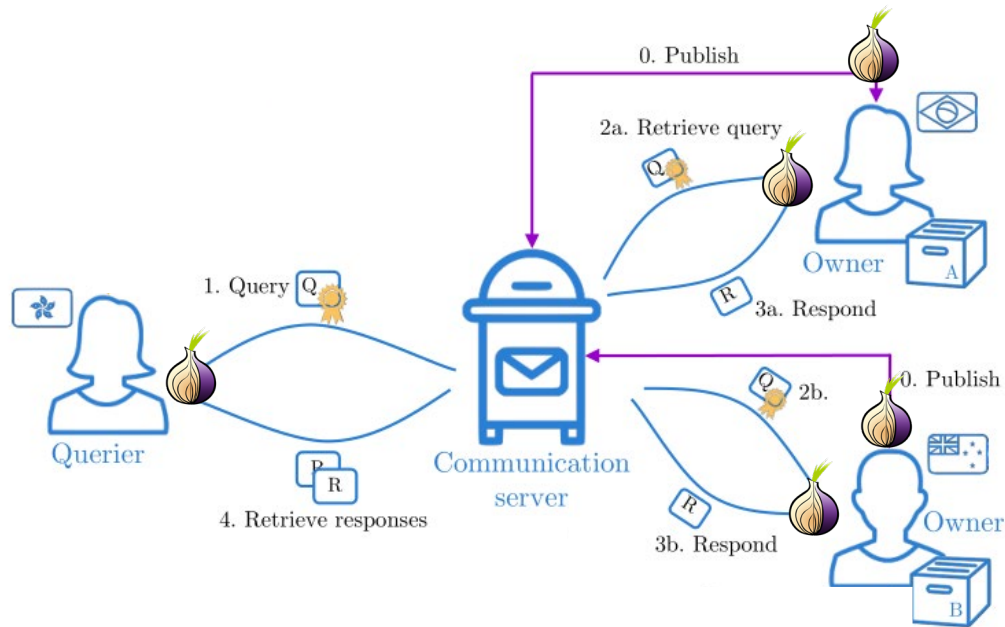 0. Publish
2a. Retrieve query
Q
Owner
A
1. Query
Q
R
3a. Respond
0. Publish
Q
2b.
Querier
Communication
server
R
R
R
Owner
4. Retrieve responses
3b. Respond
B